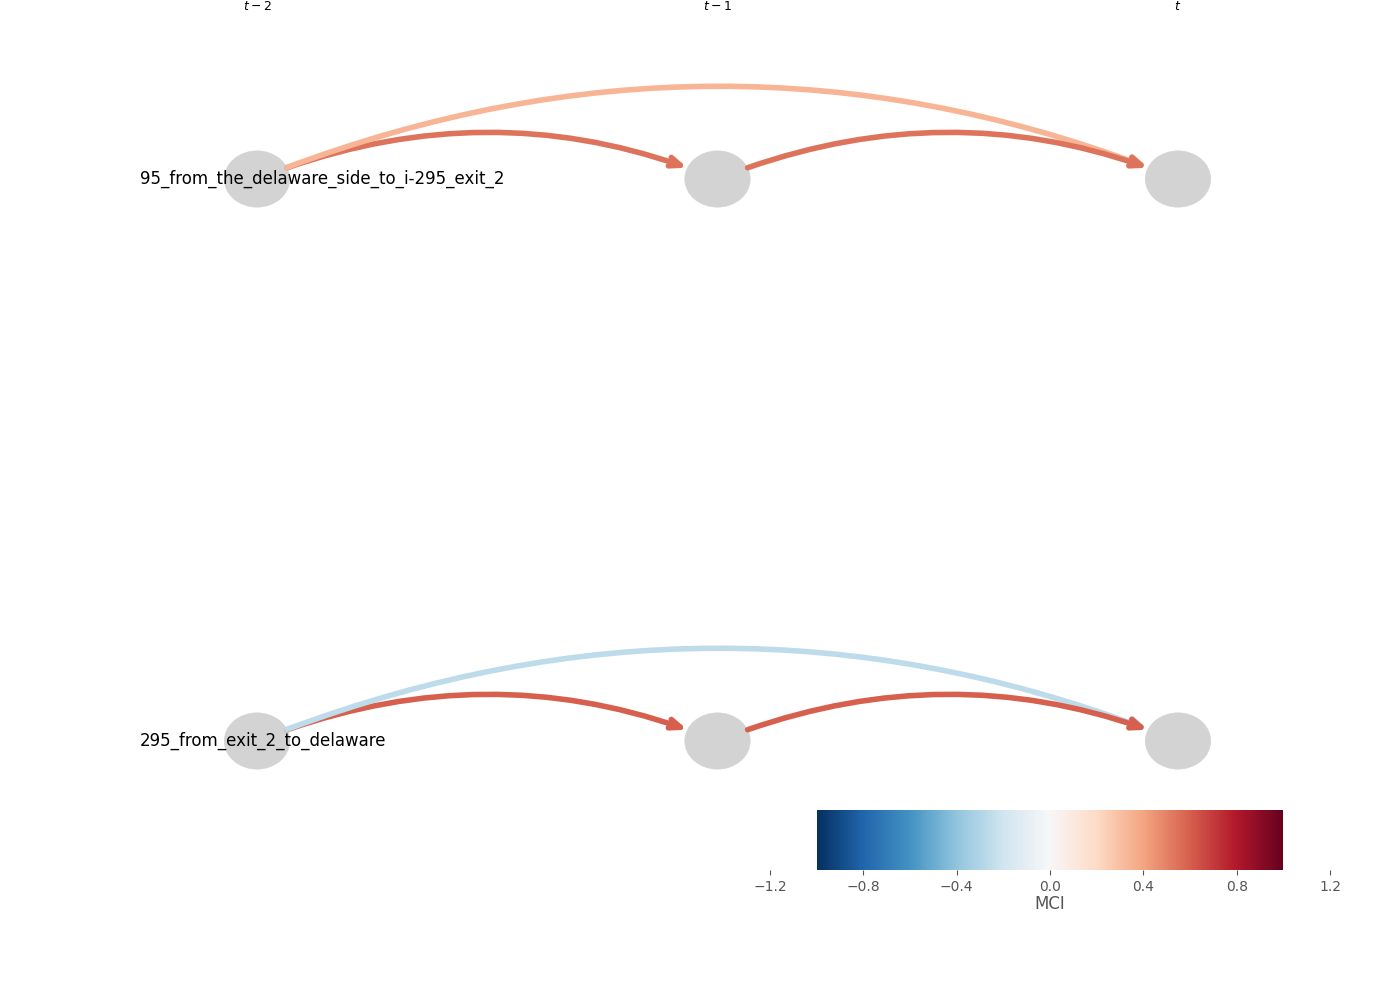 t − 2 t − 1 t
95_from_the_delaware_side_to_i-295_exit_2
295_from_exit_2_to_delaware
−1.2 −0.8 −0.4 0.0 0.4 0.8 1.2
MCI